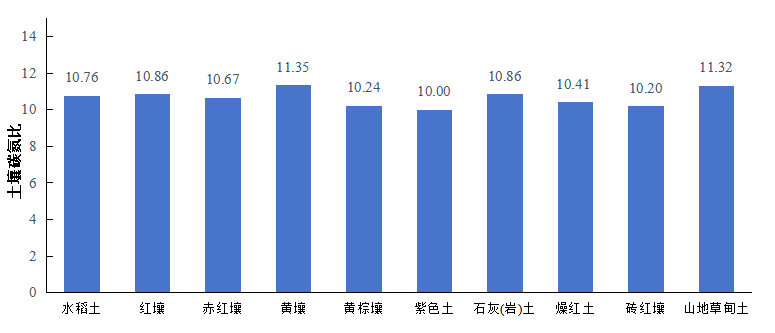 土壤碳氮比
14
12
10
8
6
4
2
0
10.76
10.86
10.67
11.35
10.24
10.00
10.86
10.41
10.20
11.32
水稻土
红壤
赤红壤
黄壤
黄棕壤
紫色土
石灰(岩)土
燥红土
砖红壤
山地草甸土